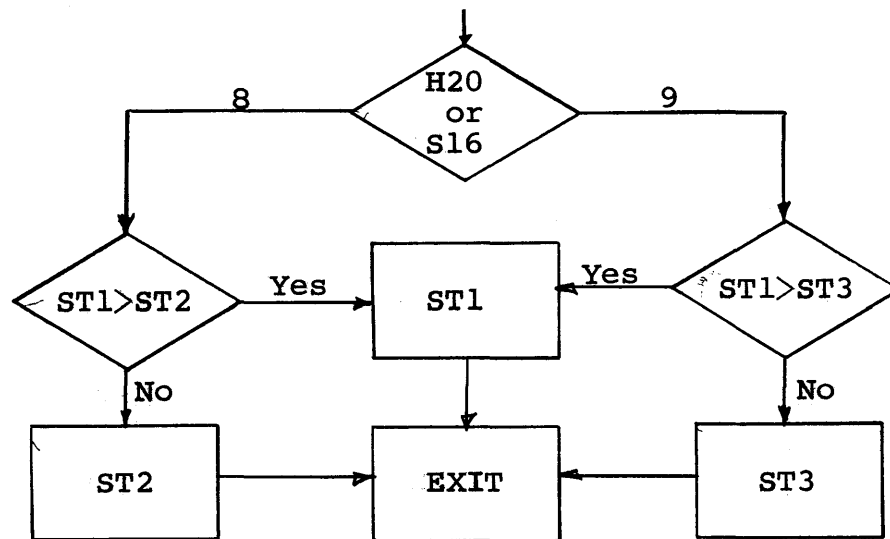 H20
or
S16
8
9
ST1>ST2
Yes
ST1
Yes
ST1>ST3
No
No
ST2
EXIT
ST3